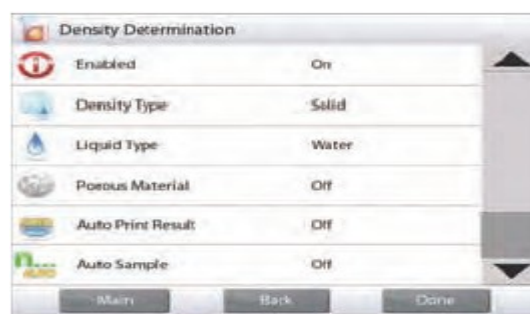 Density Determination
Enabled On
Density Type Solid
Liquid Type Water
Porous Material Off
Auto Print Result Off
Auto Sample Off
Main Back Done